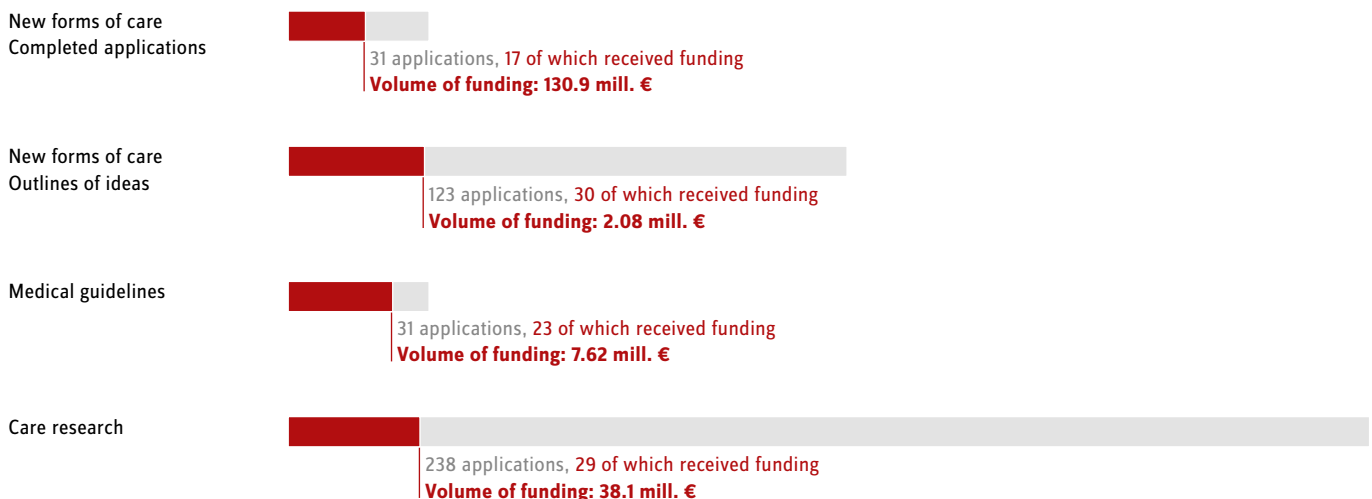 New forms of care
Completed applications
31 applications, 17 of which received funding
Volume of funding: 130.9 mill. €
New forms of care
Outlines of ideas
123 applications, 30 of which received funding
Volume of funding: 2.08 mill. €
Medical guidelines
31 applications, 23 of which received funding
Volume of funding: 7.62 mill. €
Care research
238 applications, 29 of which received funding
Volume of funding: 38.1 mill. €